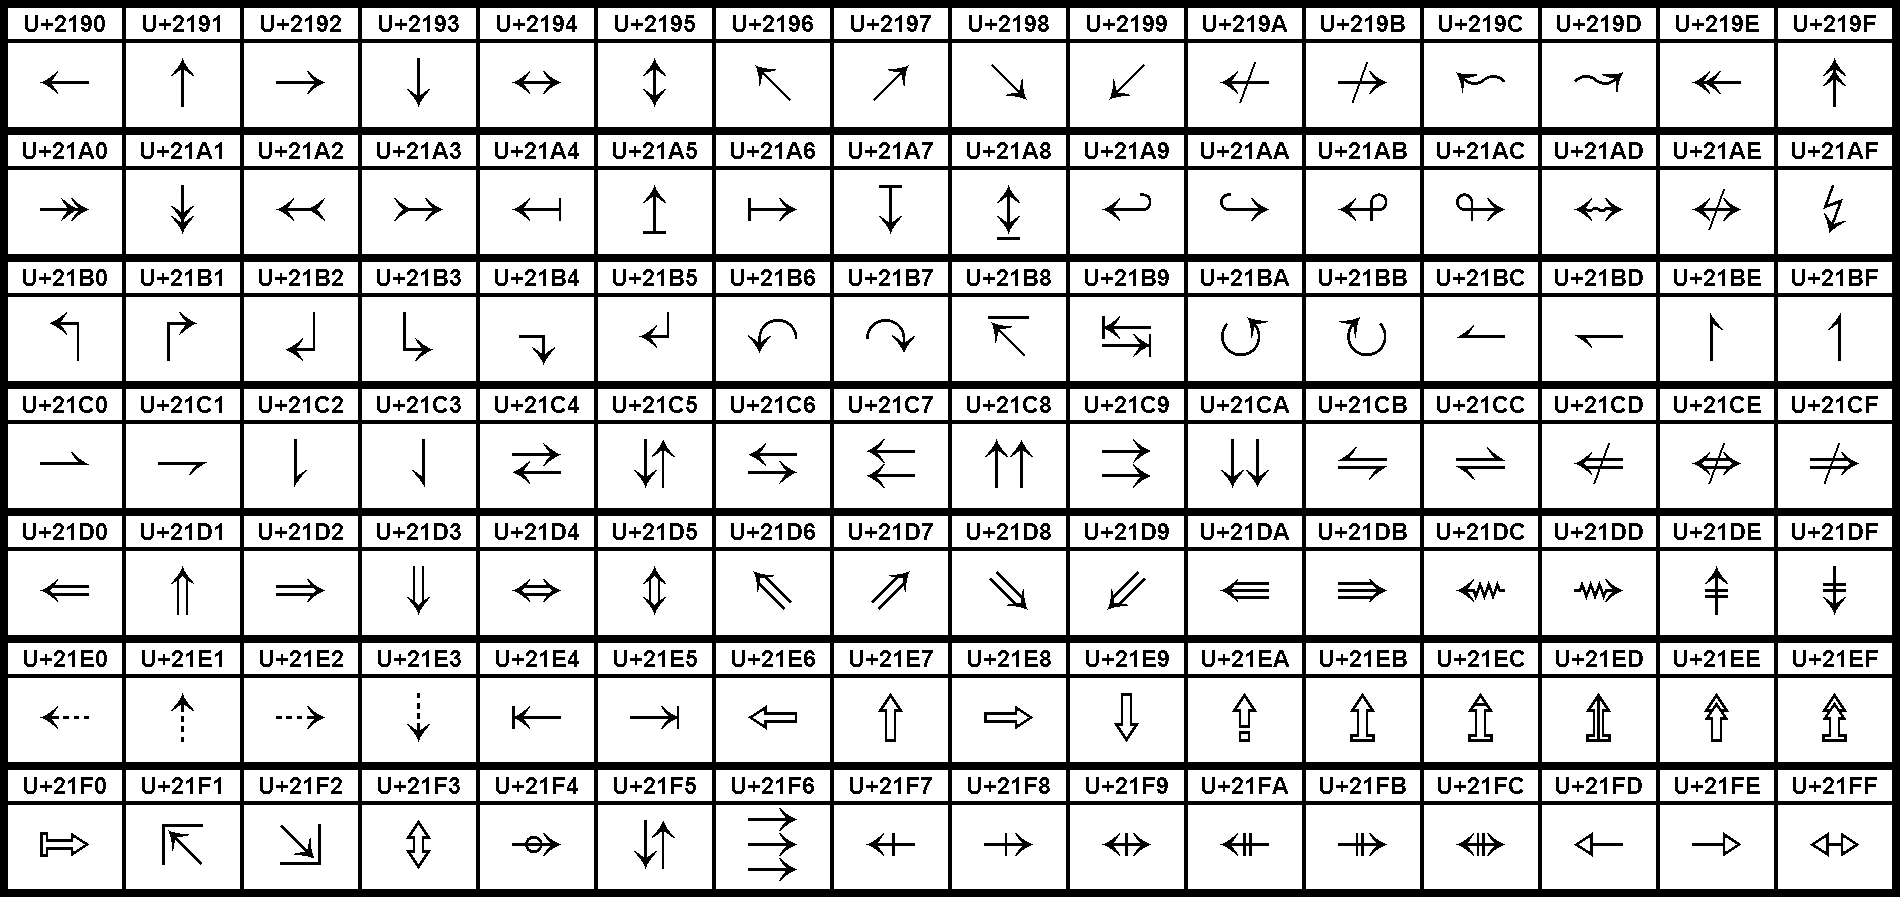 U+2190 U+2191 U+2192 U+2193 U+2194 U+2195 U+2196 U+2197 U+2198 U+2199 U+219A U+219B U+219C U+219D U+219E U+219F
← ↑ → ↓ ↔ ↕ ↖ ↗ ↘ ↙ ↚ ↛ ↜ ↝ ↞ ↟
U+21A0 U+21A1 U+21A2 U+21A3 U+21A4 U+21A5 U+21A6 U+21A7 U+21A8 U+21A9 U+21AA U+21AB U+21AC U+21AD U+21AE U+21AF
↠ ↡ ↢ ↣ ↤ ↥ ↦ ↧ ↨ ↩ ↪ ↫ ↬ ↭ ↮ ↯
U+21B0 U+21B1 U+21B2 U+21B3 U+21B4 U+21B5 U+21B6 U+21B7 U+21B8 U+21B9 U+21BA U+21BB U+21BC U+21BD U+21BE U+21BF
↰ ↱ ↲ ↳ ↴ ↵ ↶ ↷ ↸ ↹ ↺ ↻ ↼ ↽ ↾ ↿
U+21C0 U+21C1 U+21C2 U+21C3 U+21C4 U+21C5 U+21C6 U+21C7 U+21C8 U+21C9 U+21CA U+21CB U+21CC U+21CD U+21CE U+21CF
⇁ ⇀ ⇂ ⇃ ⇄ ⇵ ⇆ ⇇ ⇈ ⇉ ⇊ ⇋ ⇌ ⇍ ⇎ ⇏
U+21D0 U+21D1 U+21D2 U+21D3 U+21D4 U+21D5 U+21D6 U+21D7 U+21D8 U+21D9 U+21DA U+21DB U+21DC U+21DD U+21DE U+21DF
⇐ ⇑ ⇒ ⇓ ⇔ ⇕ ⇖ ⇗ ⇘ ⇙ ⇚ ⇛ ⇜ ⇝ ⇞ ⇟
U+21E0 U+21E1 U+21E2 U+21E3 U+21E4 U+21E5 U+21E6 U+21E7 U+21E8 U+21E9 U+21EA U+21EB U+21EC U+21ED U+21EE U+21EF
⇠ ⇡ ⇢ ⇣ ⇤ ⇥ ⇦ ⇧ ⇨ ⇩ ⇪ ⇫ ⇬ ⇭ ⇮ ⇯
U+21F0 U+21F1 U+21F2 U+21F3 U+21F4 U+21F5 U+21F6 U+21F7 U+21F8 U+21F9 U+21FA U+21FB U+21FC U+21FD U+21FE U+21FF
⇰ ⇱ ⇲ ⇳ ⇴ ⇵ ⇶ ⇷ ⇸ ⇹ ⇺ ⇻ ⇼ ⇽ ⇾ ⇿